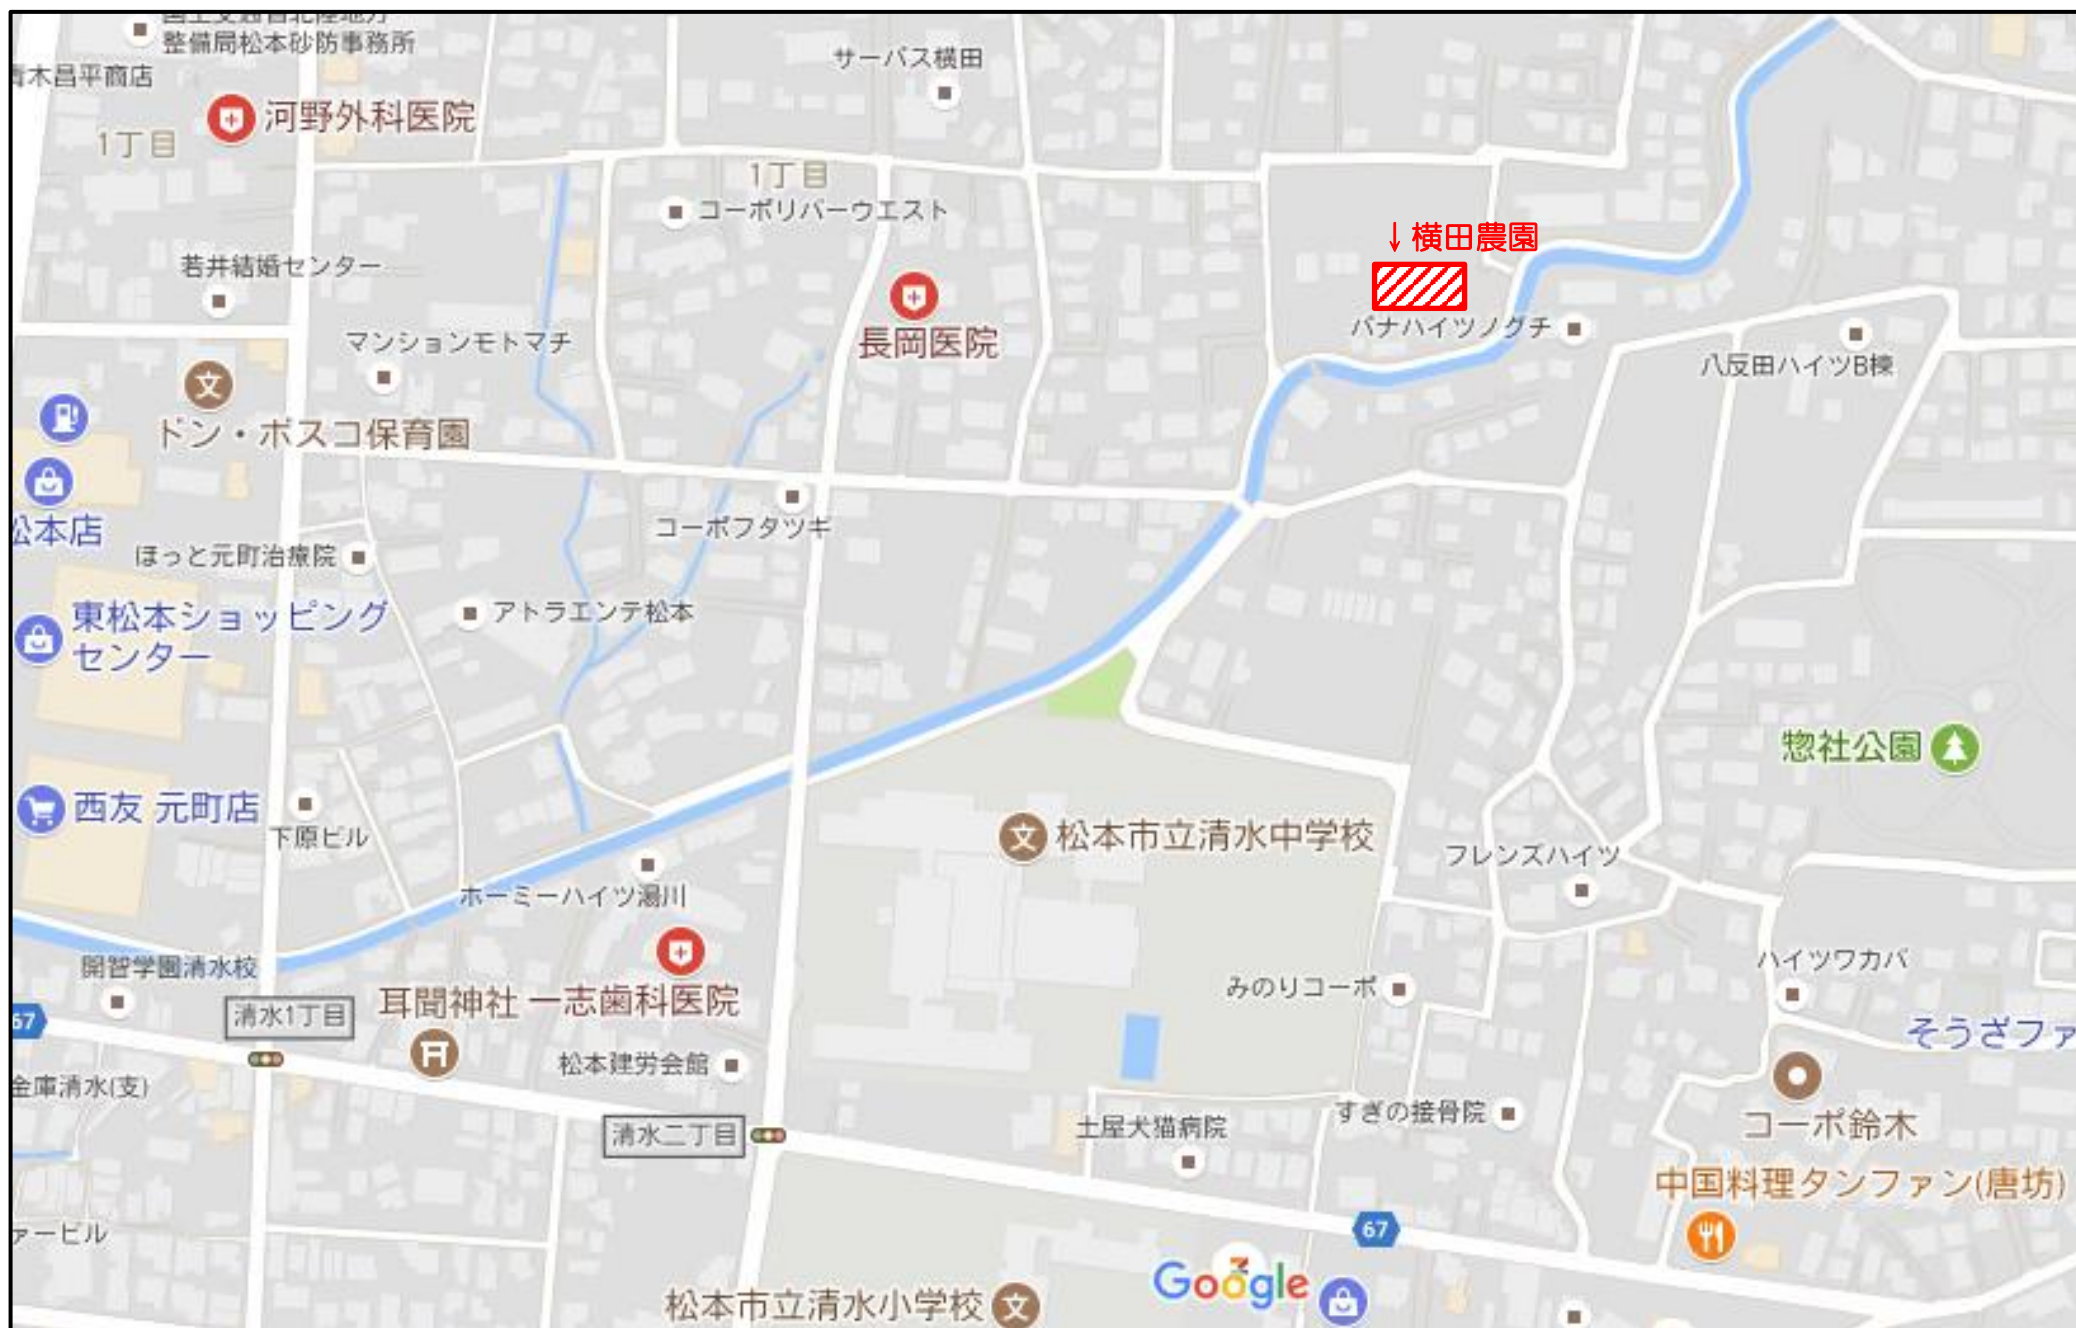 整備局松本砂防事務所
青木昌平商店
サーパス横田
河野外科医院
1丁目
1丁目
コーポリバーウエスト
↓横田農園
若井結婚センター
長岡医院
マンションモトマチ
バナハイツノグチ
八反田ハイツB棟
ドン・ボスコ保育園
松本店
コーポフタツギ
ほっと元町治療院
東松本ショッピング
センター
アトラエンテ松本
惣社公園
西友 元町店
下原ビル
松本市立清水中学校
フレンズハイツ
ホーミーハイツ湯川
開智学園清水校
ハイツワカバ
みのりコーポ
67
清水1丁目
耳聞神社
一志歯科医院
そうざファ
松本建労会館
金庫清水(支)
すぎの接骨院
清水二丁目
土屋犬猫病院
コーポ鈴木
中国料理タンファン(唐坊)
ァービル
67
Google
松本市立清水小学校